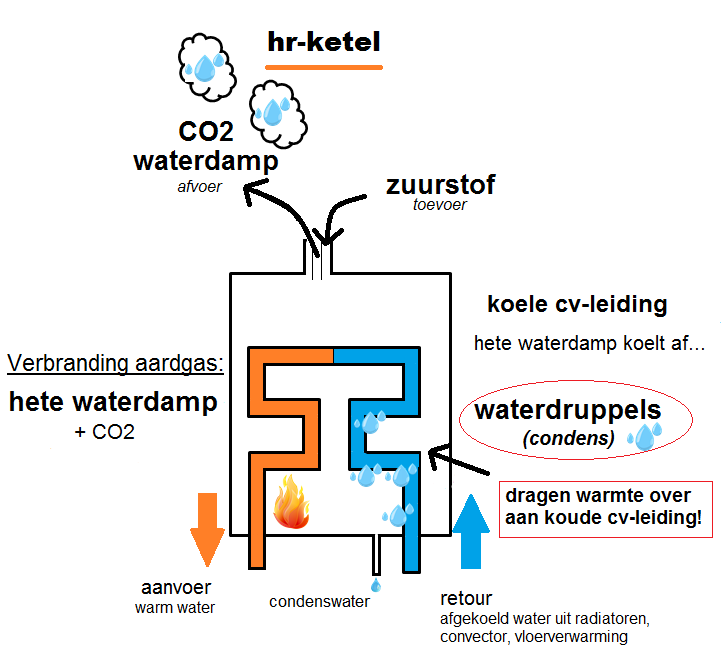 hr-ketel
CO2
waterdamp
afvoer
zuurstof
toevoer
koele cv-leiding
hete waterdamp koelt af...
Verbranding aardgas:
hete waterdamp
+ CO2
waterdruppels
(condens)
dragen warmte over
aan koude cv-leiding!
aanvoer
warm water
condenswater
retour
afgekoeld water uit radiatoren,
convector, vloerverwarming